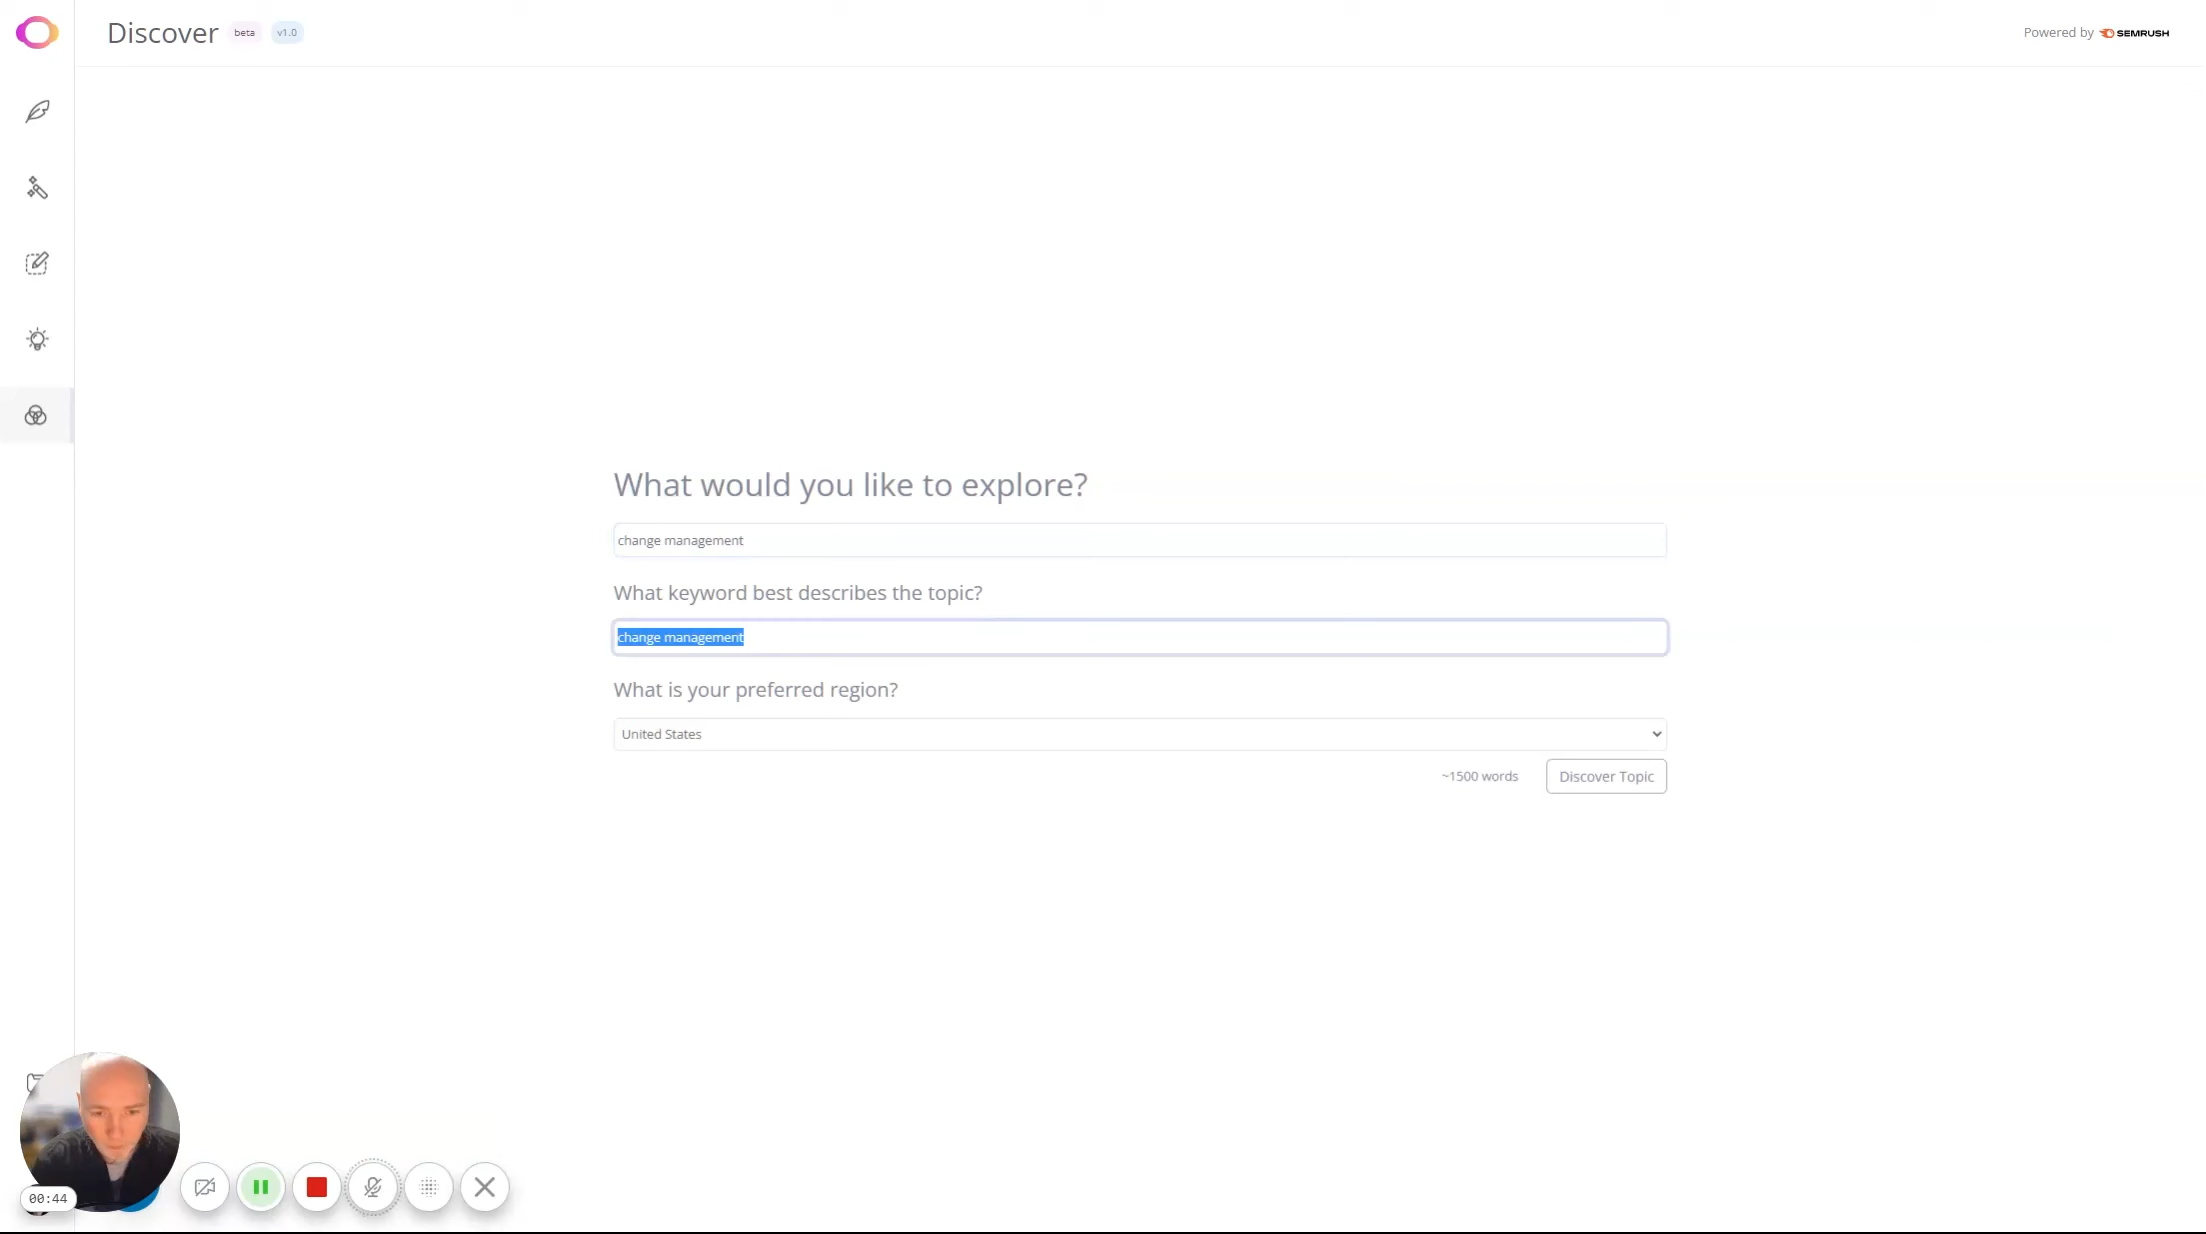 Discover beta v1.0
Powered by SEMRUSH
What would you like to explore?
change management
What keyword best describes the topic?
change management
What is your preferred region?
United States
~1500 words Discover Topic
00:44